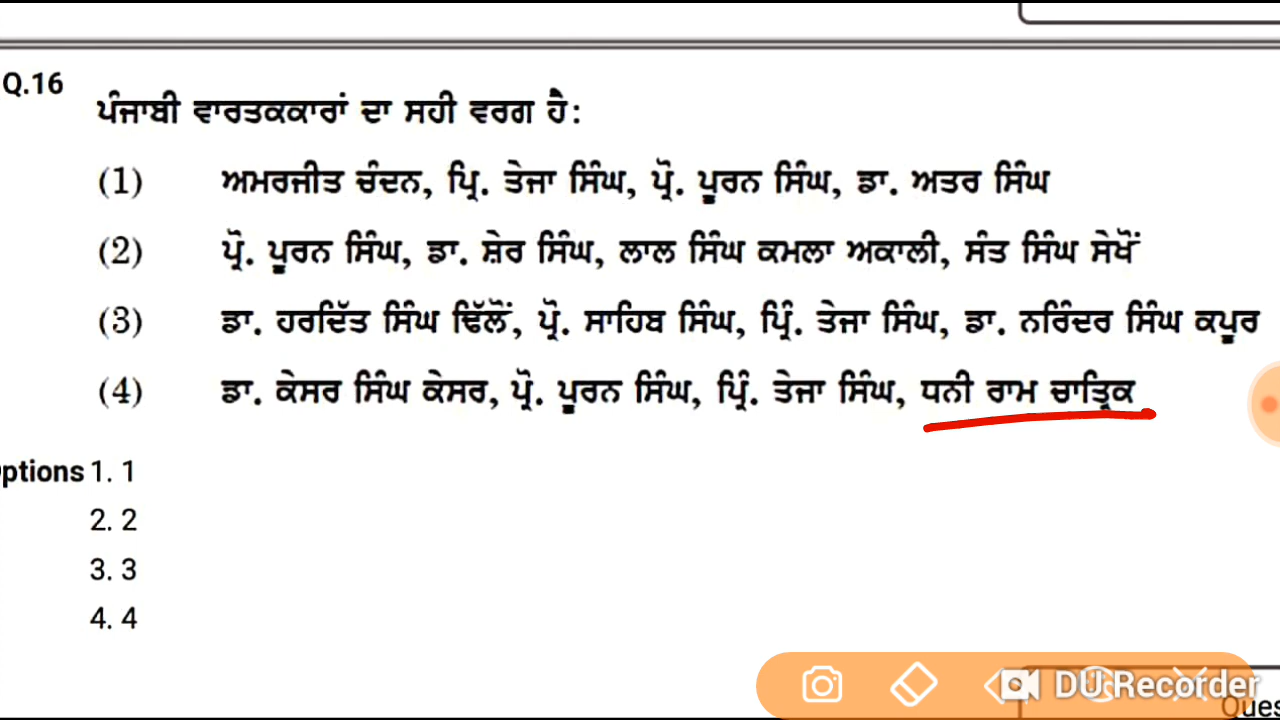 Q.16
ਪੰਜਾਬੀ ਵਾਰਤਕਕਾਰਾਂ ਦਾ ਸਹੀ ਵਰਗ ਹੈ:
(1) ਅਮਰਜੀਤ ਚੰਦਨ, ਪ੍ਰਿ. ਤੇਜਾ ਸਿੰਘ, ਪ੍ਰੋ. ਪੂਰਨ ਸਿੰਘ, ਡਾ. ਅਤਰ ਸਿੰਘ
(2) ਪ੍ਰੋ. ਪੂਰਨ ਸਿੰਘ, ਡਾ. ਸ਼ੇਰ ਸਿੰਘ, ਲਾਲ ਸਿੰਘ ਕਮਲਾ ਅਕਾਲੀ, ਸੰਤ ਸਿੰਘ ਸੇਖੋਂ
(3) ਡਾ. ਹਰਦਿੱਤ ਸਿੰਘ ਢਿੱਲੋਂ, ਪ੍ਰੋ. ਸਾਹਿਬ ਸਿੰਘ, ਪ੍ਰਿੰ. ਤੇਜਾ ਸਿੰਘ, ਡਾ. ਨਰਿੰਦਰ ਸਿੰਘ ਕਪੂਰ
(4) ਡਾ. ਕੇਸਰ ਸਿੰਘ ਕੇਸਰ, ਪ੍ਰੋ. ਪੂਰਨ ਸਿੰਘ, ਪ੍ਰਿੰ. ਤੇਜਾ ਸਿੰਘ, ਧਨੀ ਰਾਮ ਚਾਤ੍ਰਿਕ
ptions 1. 1
2. 2
3. 3
4. 4
DU Recorder
Ques